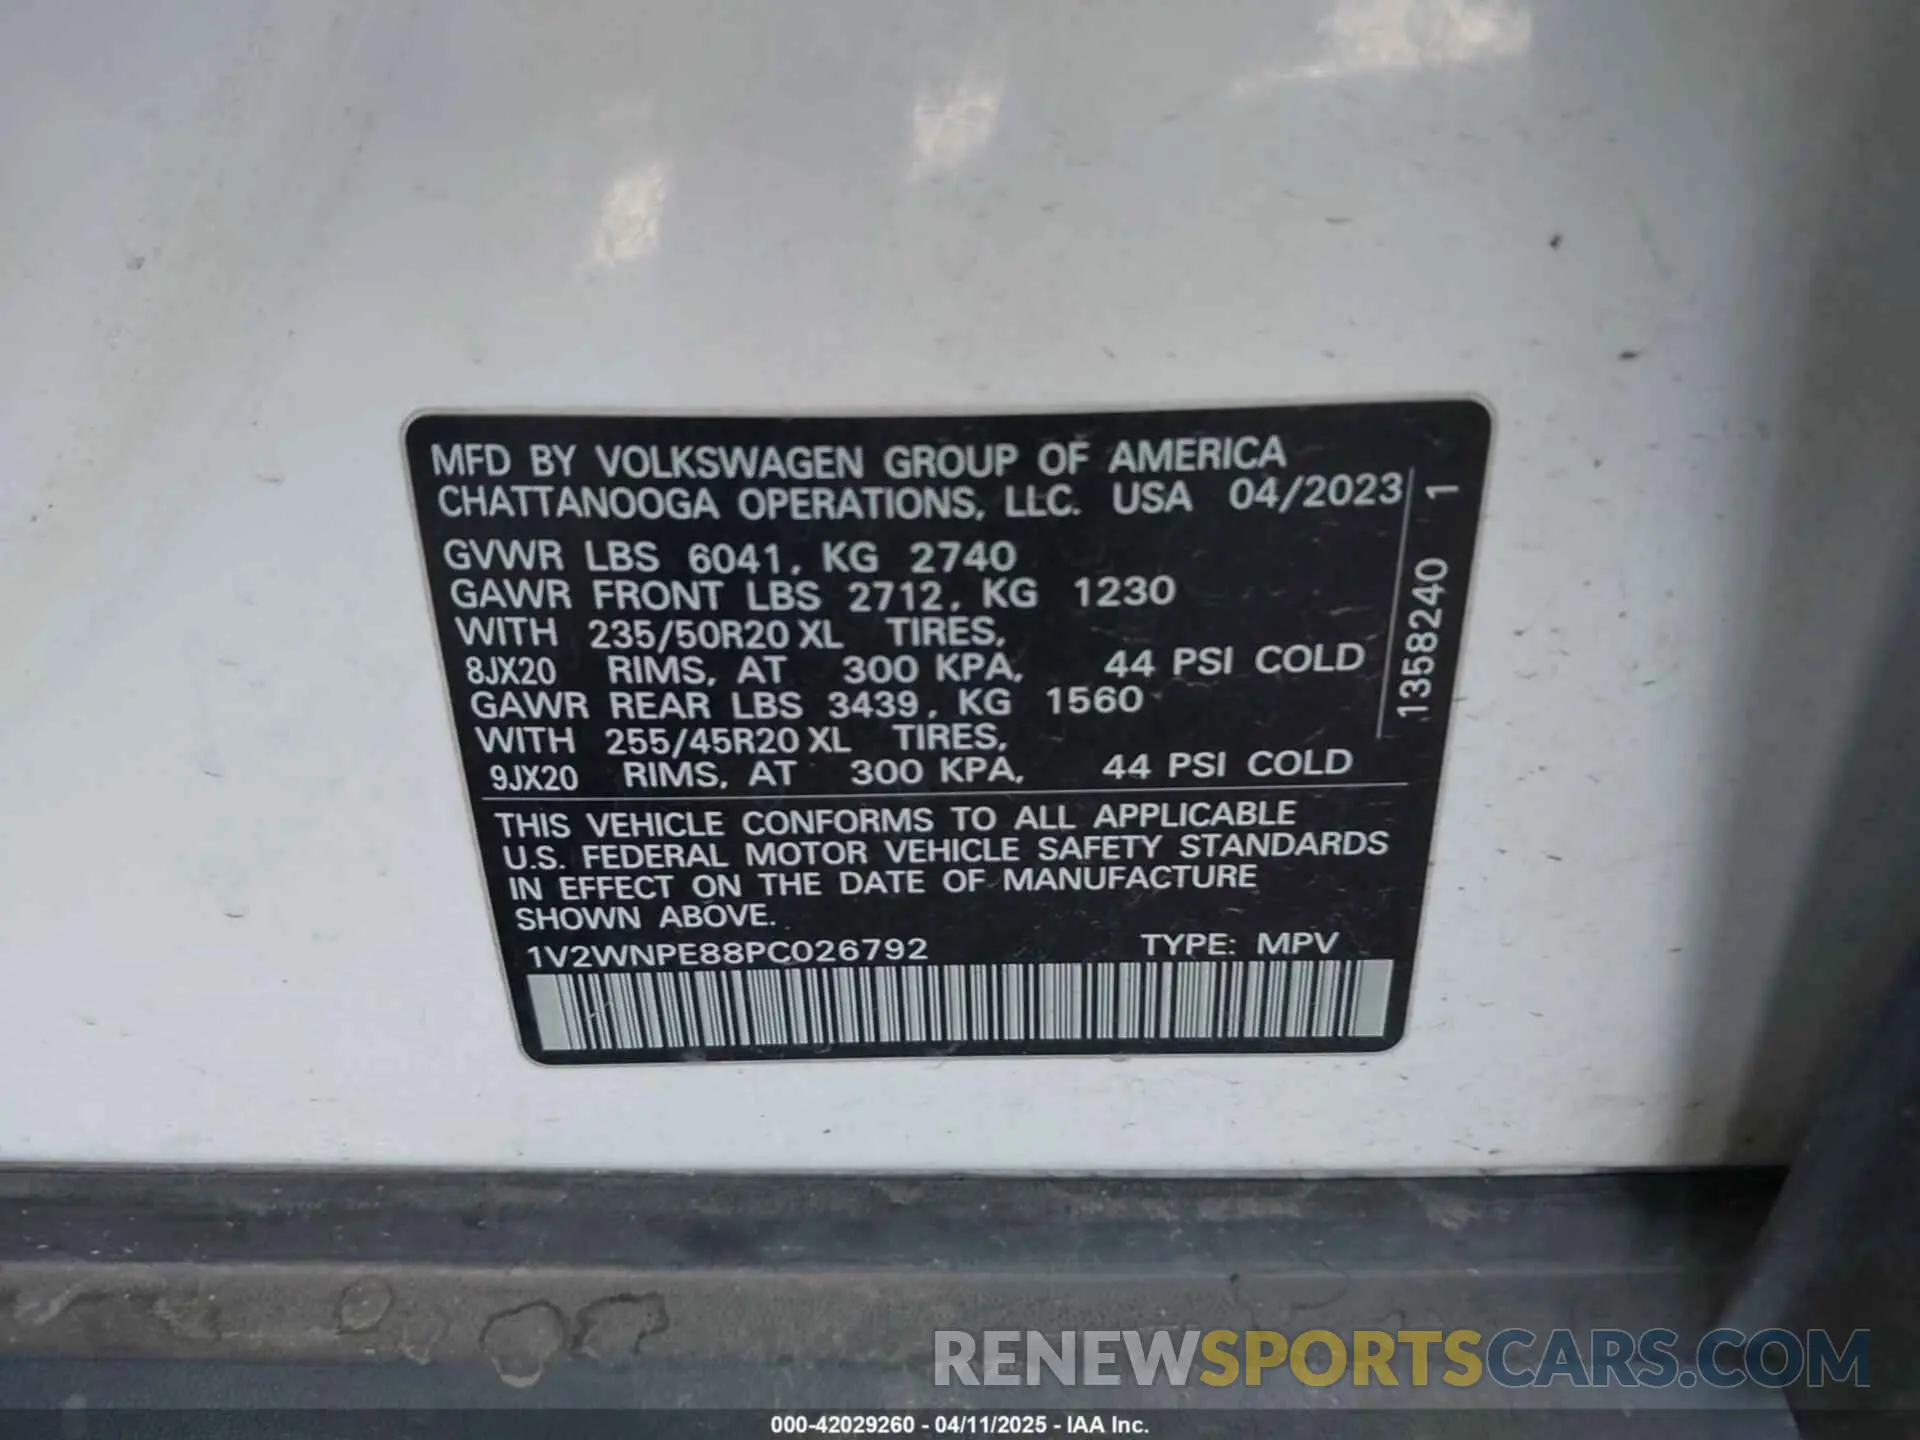 MFD BY VOLKSWAGEN GROUP OF AMERICA
CHATTANOOGA OPERATIONS, LLC. USA 04/2023
GVWR LBS 6041, KG 2740
GAWR FRONT LBS 2712, KG 1230
WITH 235/50R20 XL TIRES,
8JX20 RIMS, AT 300 KPA, 44 PSI COLD
GAWR REAR LBS 3439, KG 1560
WITH 255/45R20 XL TIRES,
9JX20 RIMS, AT 300 KPA, 44 PSI COLD
1358240 1
THIS VEHICLE CONFORMS TO ALL APPLICABLE
U.S. FEDERAL MOTOR VEHICLE SAFETY STANDARDS
IN EFFECT ON THE DATE OF MANUFACTURE
SHOWN ABOVE.
1V2WNPE88PC026792 TYPE: MPV
RENEWSPORTSCARS.COM
000-42029260 - 04/11/2025 - IAA Inc.